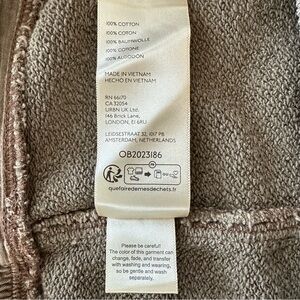 100% COTTON
100% COTON
100% BAUMWOLLE
100% COTONE
100% ALGODÓN
MADE IN VIETNAM
HECHO EN VIETNAM
RN 66170
CA 32054
URBN UK Ltd.
146 Brick Lane,
LONDON, E1 6RU
LEIDSESTRAAT 32, 1017 PB
AMSTERDAM, NETHERLANDS
OB2023186
FR
quefairedemesdechets.fr
Please be careful!
The color of this garment
can change, fade, and transfer
with washing and wearing,
so be gentle and wash
separately.